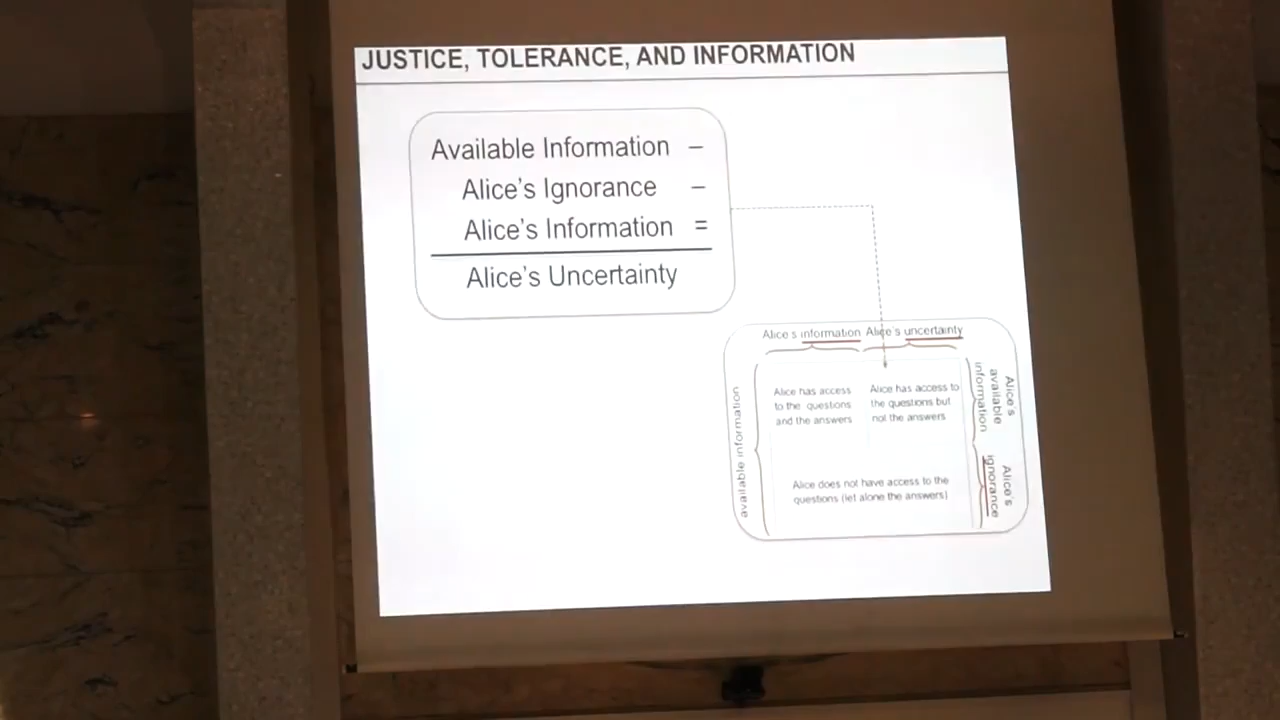 JUSTICE, TOLERANCE, AND INFORMATION
Available Information –
Alice's Ignorance –
Alice's Information =
Alice's Uncertainty
Alice's information Alice's uncertainty
available information
Alice has access
to the questions
and the answers
Alice has access to
the questions but
not the answers
Alice does not have access to the
questions (let alone the answers)
Alice's
available
information
Alice's
ignorance